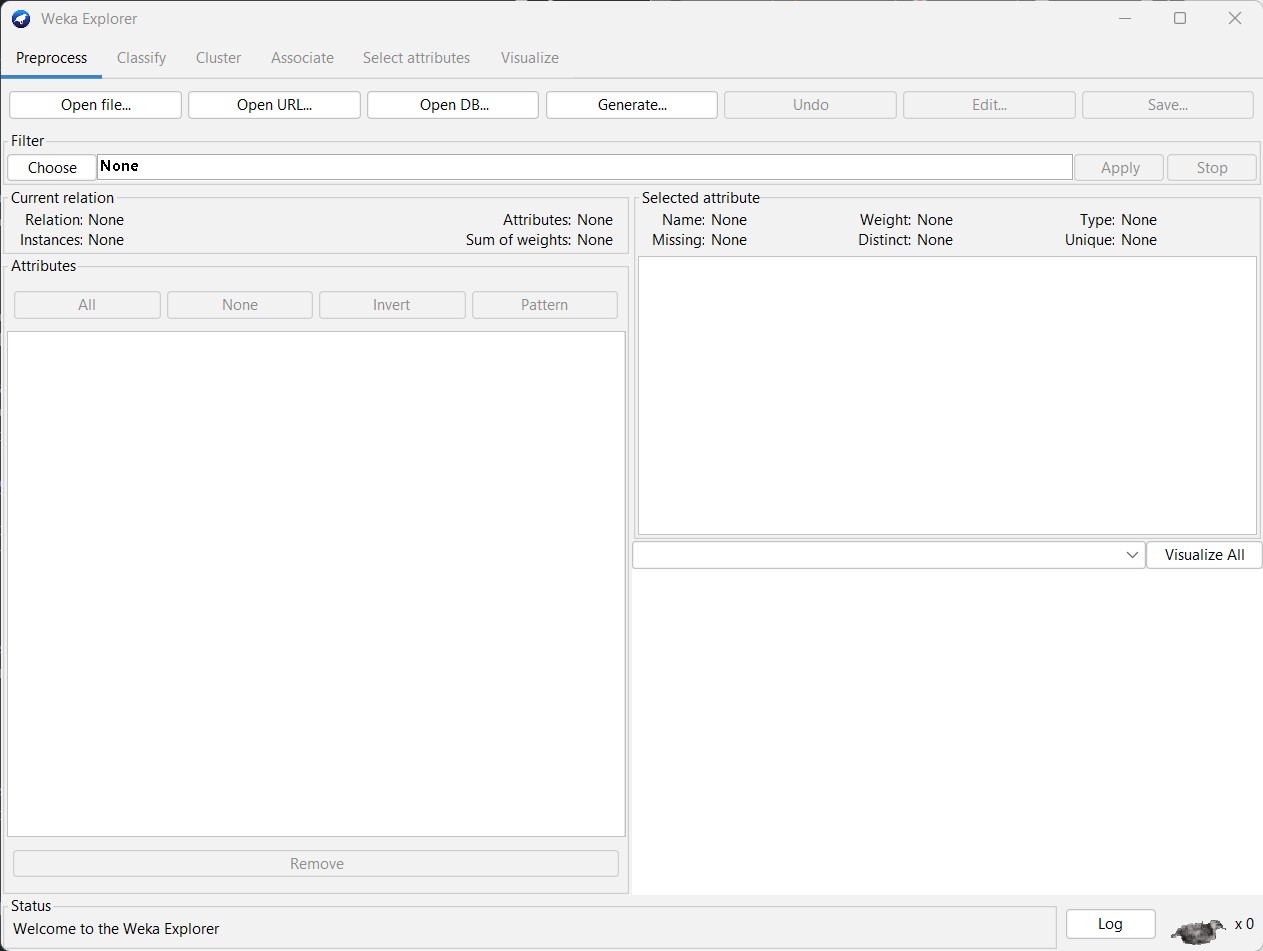 Weka Explorer
Preprocess Classify Cluster Associate Select attributes Visualize
Open file... Open URL... Open DB... Generate... Undo Edit... Save...
Filter
Choose None Apply Stop
Current relation
Relation: None Attributes: None
Instances: None Sum of weights: None
Selected attribute
Name: None Weight: None Type: None
Missing: None Distinct: None Unique: None
Attributes
All None Invert Pattern
Visualize All
Remove
Status
Welcome to the Weka Explorer
Log x 0